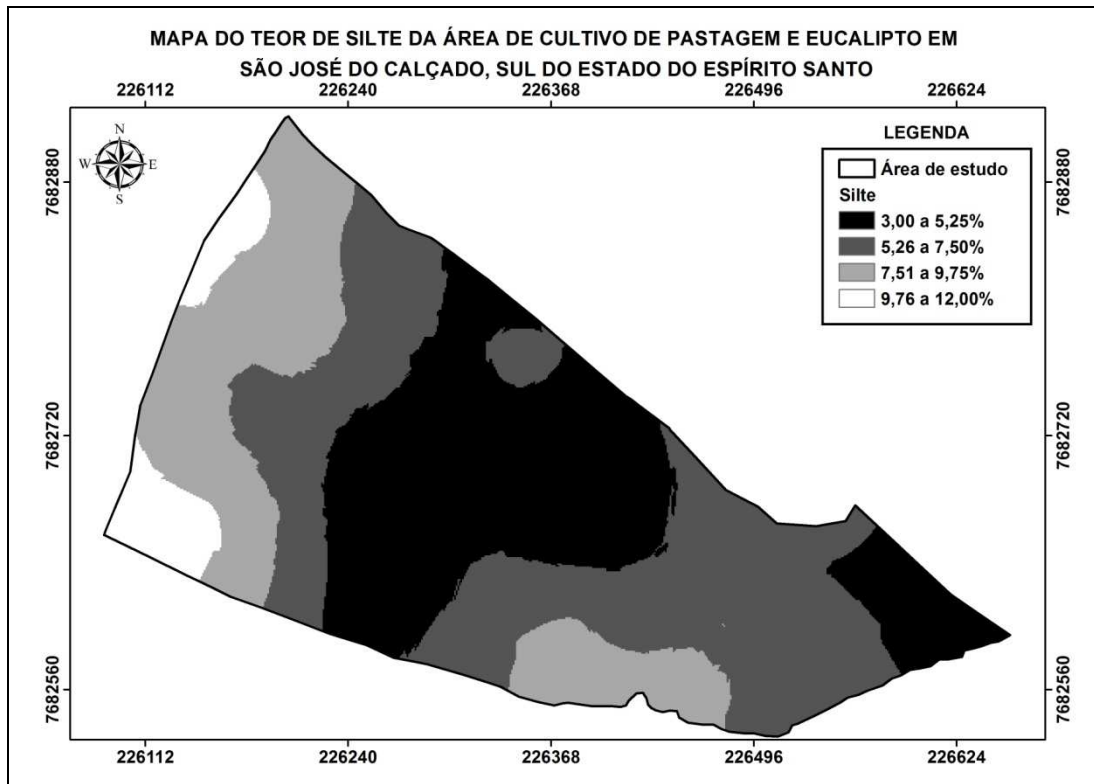 MAPA DO TEOR DE SILTE DA ÁREA DE CULTIVO DE PASTAGEM E EUCALIPTO EM
SÃO JOSÉ DO CALÇADO, SUL DO ESTADO DO ESPÍRITO SANTO
226112 226240 226368 226496 226624
N
W E
S
LEGENDA
Área de estudo
Silte
3,00 a 5,25%
5,26 a 7,50%
7,51 a 9,75%
9,76 a 12,00%
7682880 7682880
7682720 7682720
7682560 7682560
226112 226240 226368 226496 226624